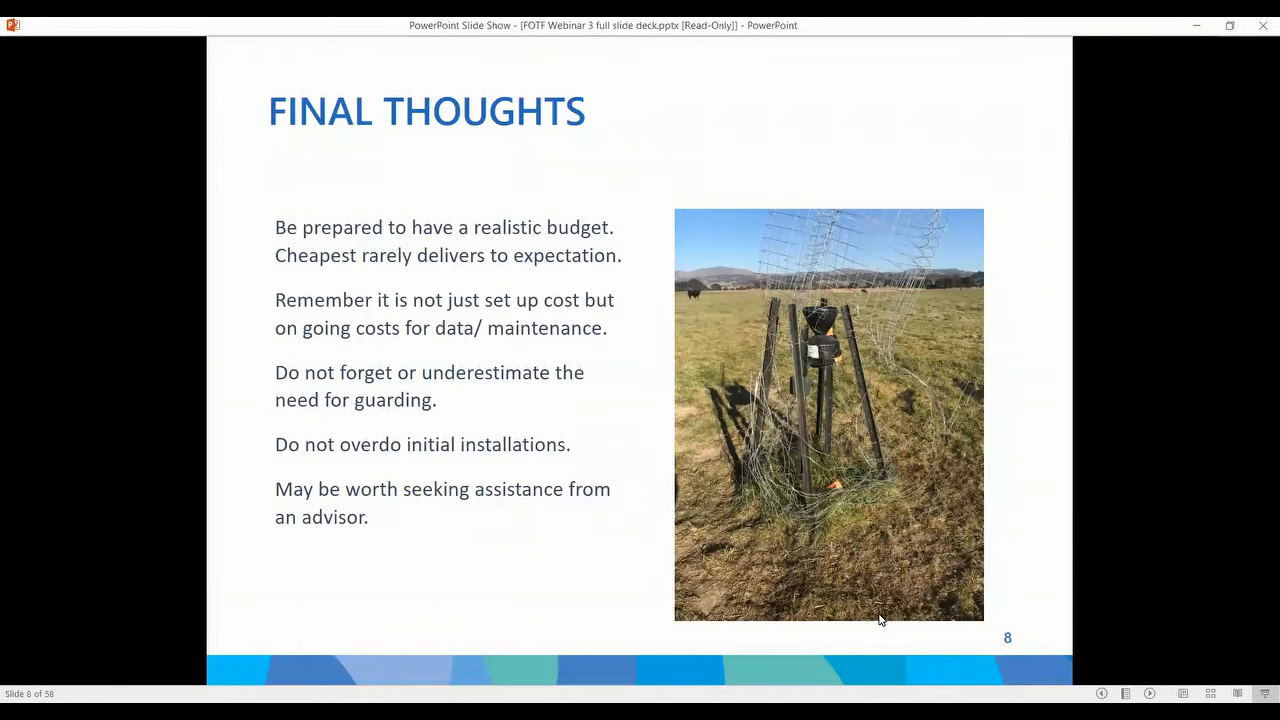 PowerPoint Slide Show - [FOTF Webinar 3 full slide deck.pptx [Read-Only]] - PowerPoint
FINAL THOUGHTS
Be prepared to have a realistic budget.
Cheapest rarely delivers to expectation.
Remember it is not just set up cost but
on going costs for data/ maintenance.
Do not forget or underestimate the
need for guarding.
Do not overdo initial installations.
May be worth seeking assistance from
an advisor.
8
Slide 8 of 58